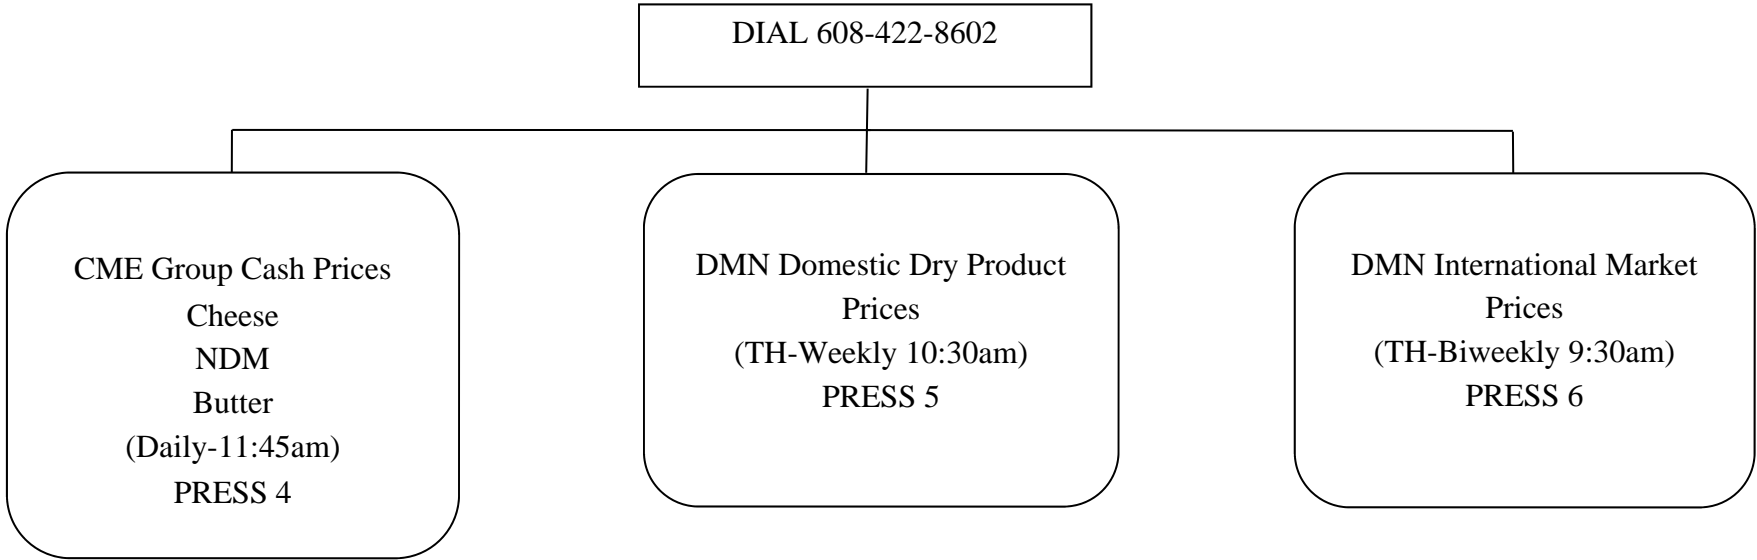 DIAL 608-422-8602
CME Group Cash Prices
Cheese
NDM
Butter
(Daily-11:45am)
PRESS 4
DMN Domestic Dry Product
Prices
(TH-Weekly 10:30am)
PRESS 5
DMN International Market
Prices
(TH-Biweekly 9:30am)
PRESS 6